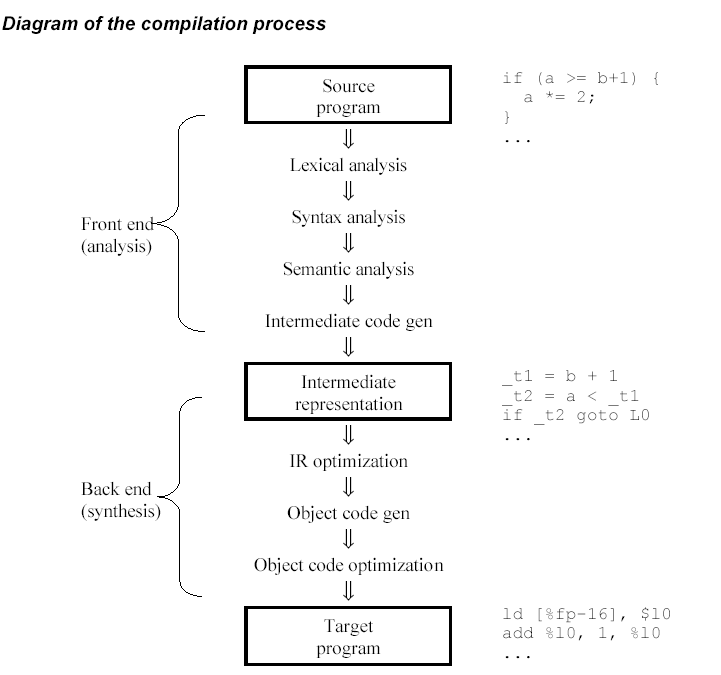 Diagram of the compilation process
Source
program
if (a >= b+1) {
a *= 2;
}
...
Lexical analysis
Syntax analysis
Front end
(analysis)
Semantic analysis
Intermediate code gen
Intermediate
representation
_t1 = b + 1
_t2 = a < _t1
if _t2 goto L0
...
IR optimization
Back end
(synthesis)
Object code gen
Object code optimization
Target
program
ld [%fp-16], $l0
add %l0, 1, %l0
...